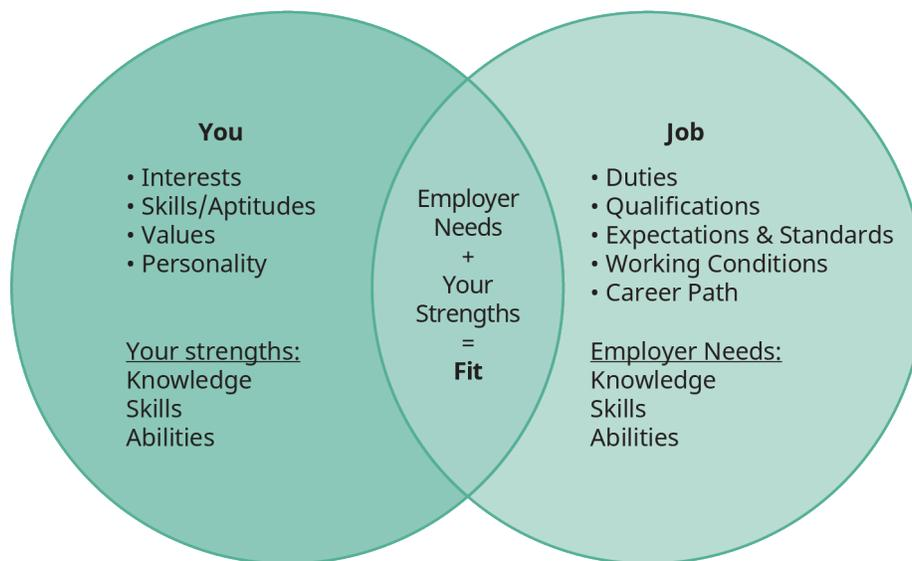 You
• Interests
• Skills/Aptitudes
• Values
• Personality
Your strengths:
Knowledge
Skills
Abilities
Employer
Needs
+
Your
Strengths
=
Fit
Job
• Duties
• Qualifications
• Expectations & Standards
• Working Conditions
• Career Path
Employer Needs:
Knowledge
Skills
Abilities